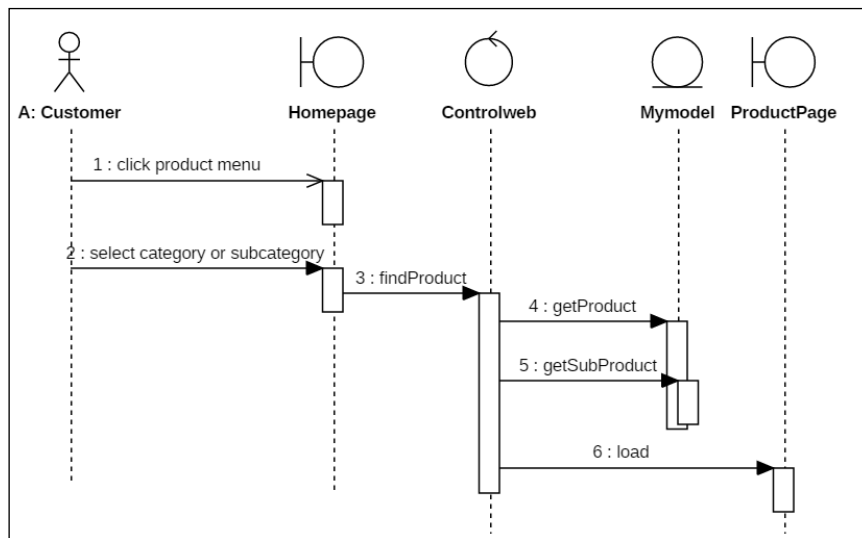 A: Customer
Homepage
Controlweb
Mymodel
ProductPage
1 : click product menu
2 : select category or subcategory
3 : findProduct
4 : getProduct
5 : getSubProduct
6 : load